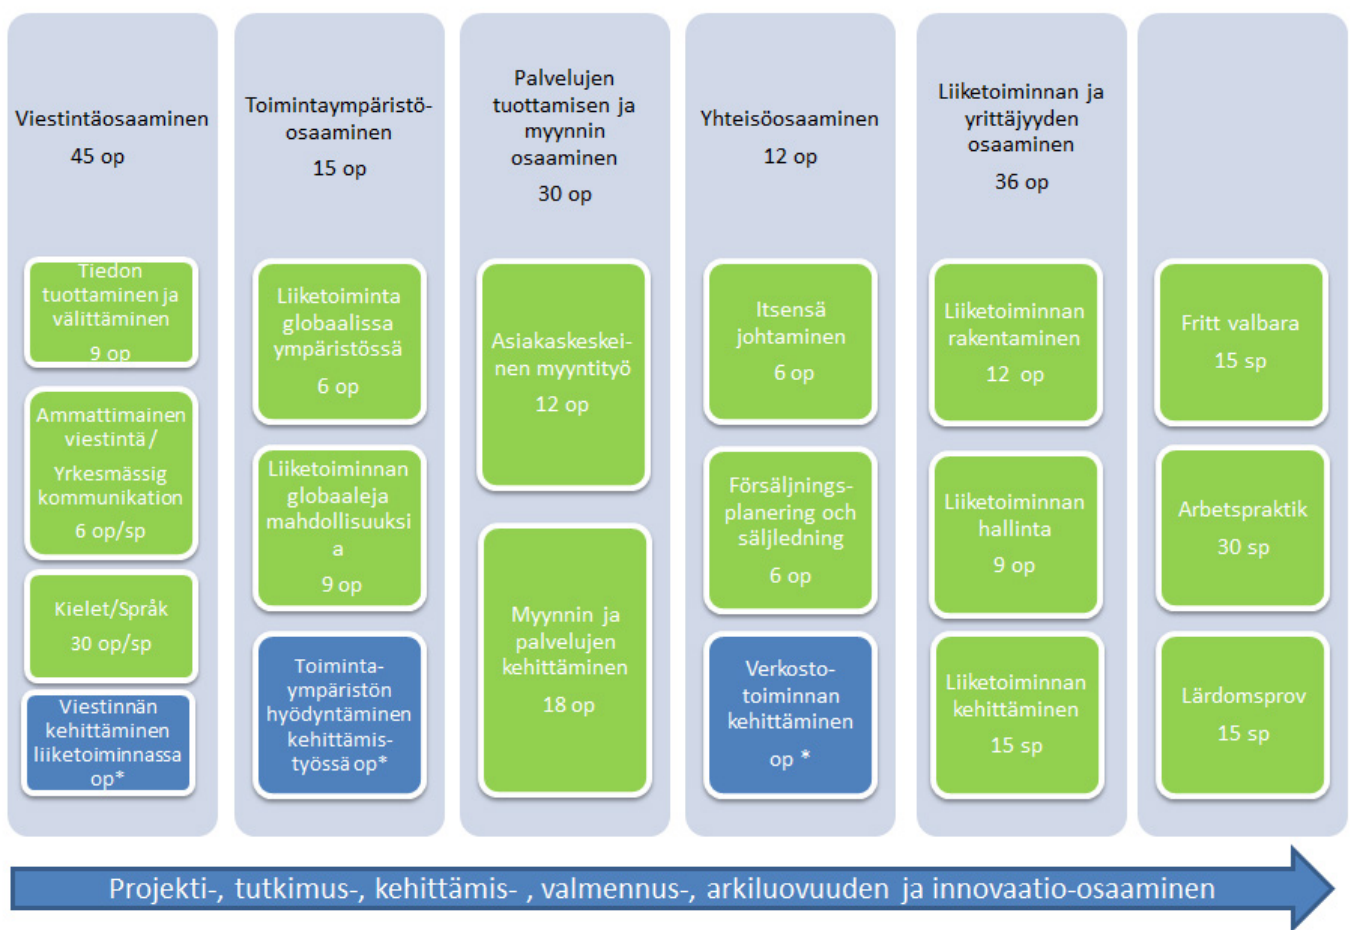 Viestintäosaaminen
45 op
Tiedon
tuottaminen ja
välittäminen
9 op
Ammattimainen
viestintä /
Yrkesmässig
kommunikation
6 op/sp
Kielet/Språk
30 op/sp
Viestinnän
kehittäminen
liiketoiminnassa
op*
Toimintaympäristö-
osaaminen
15 op
Liiketoiminta
globaalissa
ympäristössä
6 op
Liiketoiminnan
globaaleja
mahdollisuuksi
a
9 op
Toiminta-
ympäristön
hyödyntäminen
kehittämis-
työssä op*
Palvelujen
tuottamisen ja
myynnin
osaaminen
30 op
Asiakaskeskei-
nen myyntityö
12 op
Myynnin ja
palvelujen
kehittäminen
18 op
Yhteisöosaaminen
12 op
Itsensä
johtaminen
6 op
Försäljnings-
planering och
säljledning
6 op
Verkosto-
toiminnan
kehittäminen
op *
Liiketoiminnan ja
yrittäjyyden
osaaminen
36 op
Liiketoiminnan
rakentaminen
12 op
Liiketoiminnan
hallinta
9 op
Liiketoiminnan
kehittäminen
15 sp
Fritt valbara
15 sp
Arbetspraktik
30 sp
Lärdomsprov
15 sp
Projekti-, tutkimus-, kehittämis- , valmennus-, arkiluovuuden ja innovaatio-osaaminen